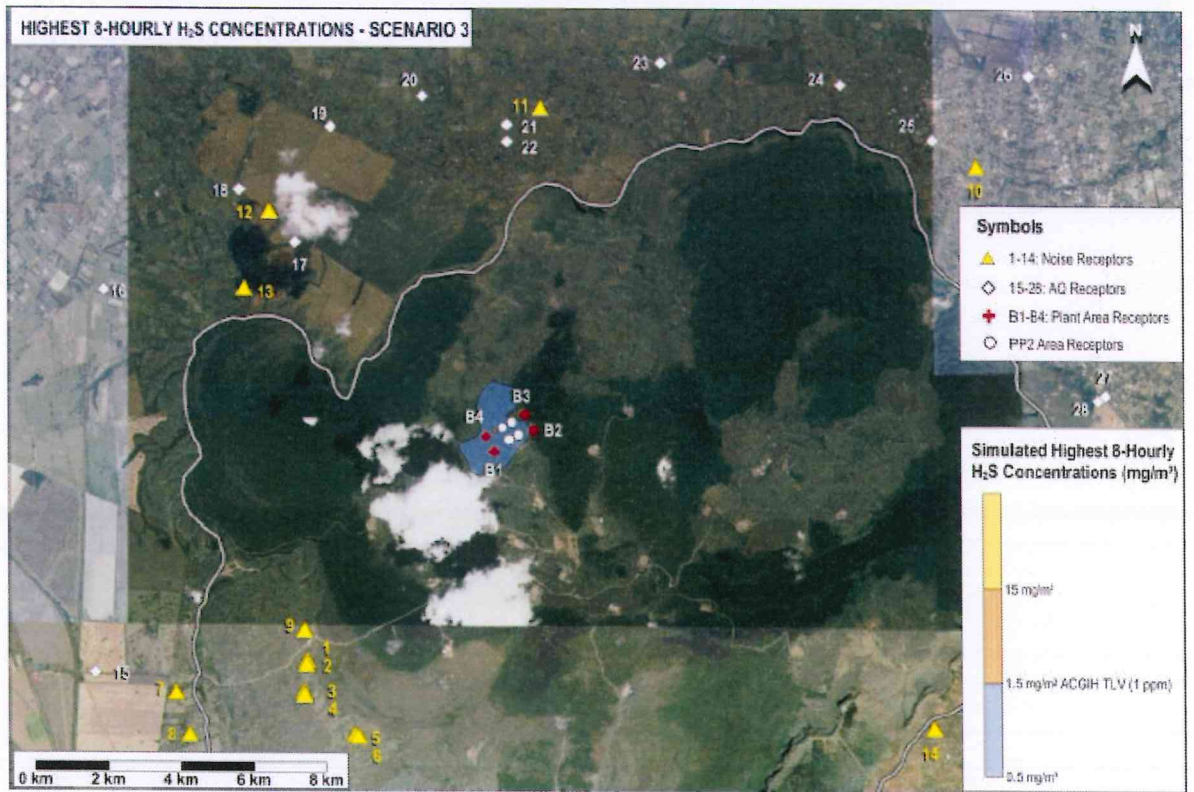 HIGHEST 8-HOURLY H₂S CONCENTRATIONS - SCENARIO 3
N
23
24
26
20
11
19
21
22
25
10
18
12
17
16
13
Symbols
1-14: Noise Receptors
15-28: AQ Receptors
B1-B4: Plant Area Receptors
PP2 Area Receptors
27
28
B3
B4
B2
B1
Simulated Highest 8-Hourly
H₂S Concentrations (mg/m³)
15 mg/m³
1.5 mg/m³ ACGIH TLV (1 ppm)
0.5 mg/m³
9
1
2
15
7
3
4
8
5
6
14
0 km 2 km 4 km 6 km 8 km